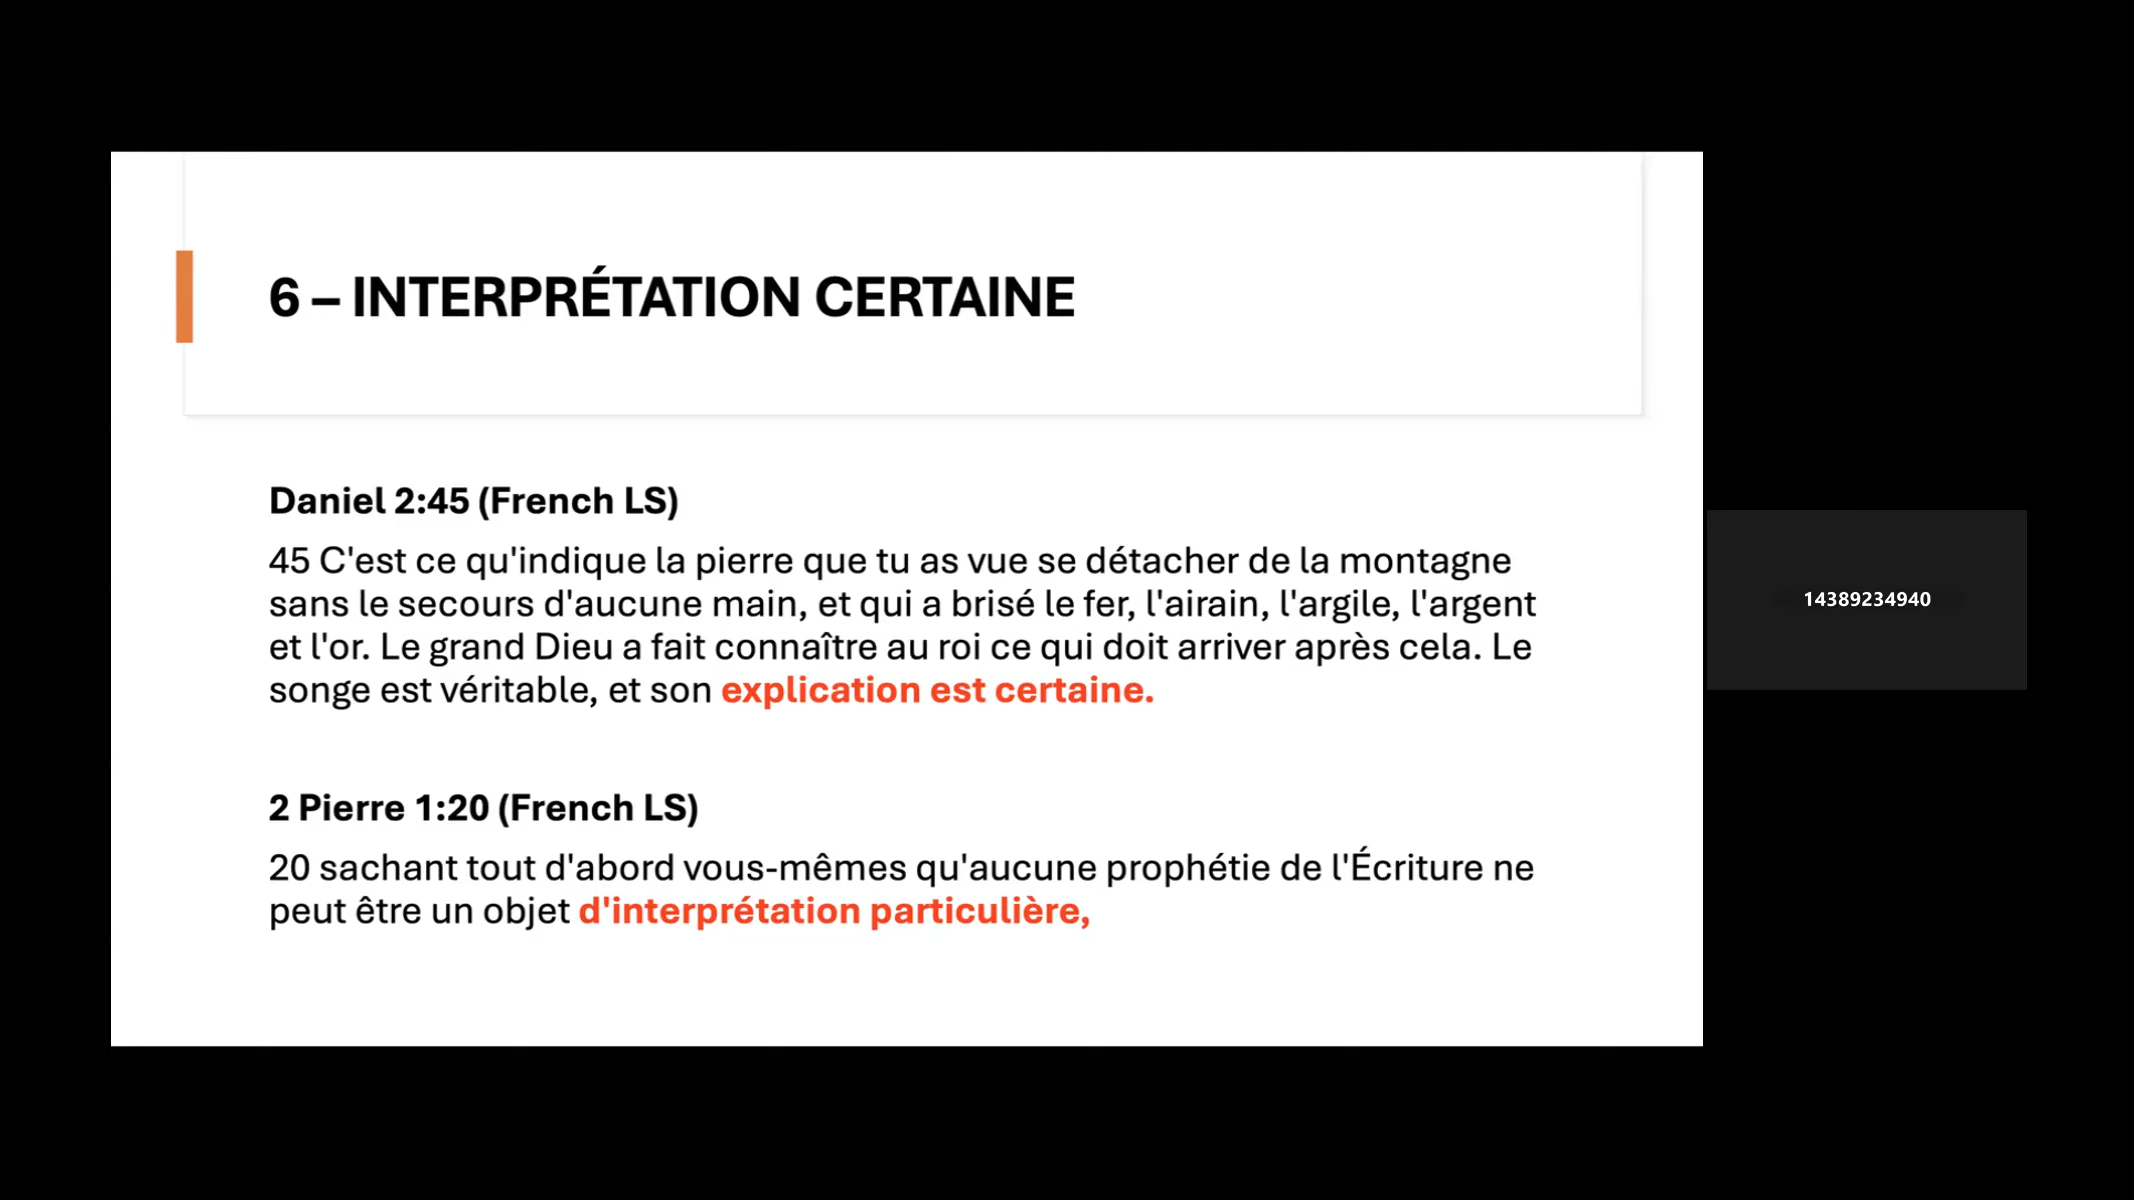 6 – INTERPRÉTATION CERTAINE
Daniel 2:45 (French LS)
45 C'est ce qu'indique la pierre que tu as vue se détacher de la montagne
sans le secours d'aucune main, et qui a brisé le fer, l'airain, l'argile, l'argent
et l'or. Le grand Dieu a fait connaître au roi ce qui doit arriver après cela. Le
songe est véritable, et son explication est certaine.
2 Pierre 1:20 (French LS)
20 sachant tout d'abord vous-mêmes qu'aucune prophétie de l'Écriture ne
peut être un objet d'interprétation particulière,
14389234940